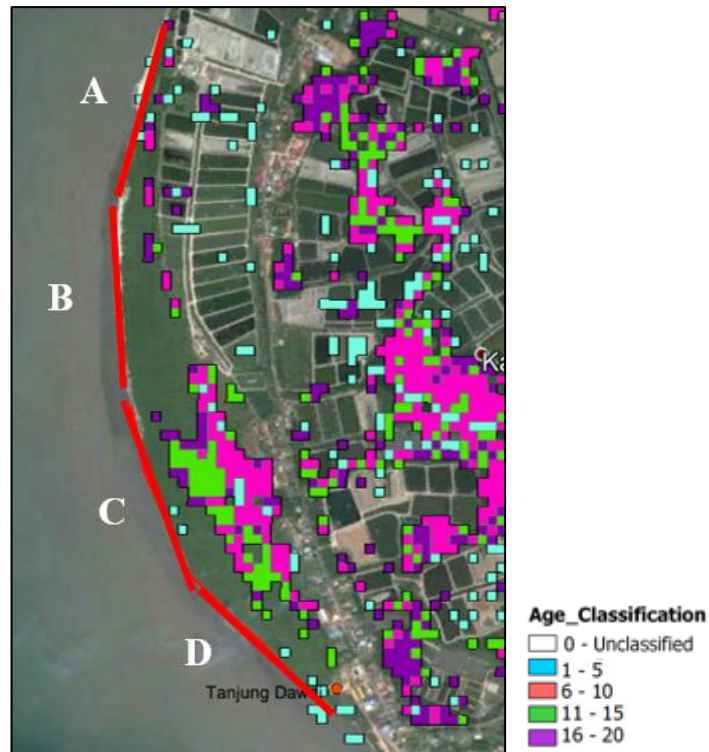 A
B
Ka
C
D
Tanjung Dawai
Age_Classification
0 - Unclassified
1 - 5
6 - 10
11 - 15
16 - 20